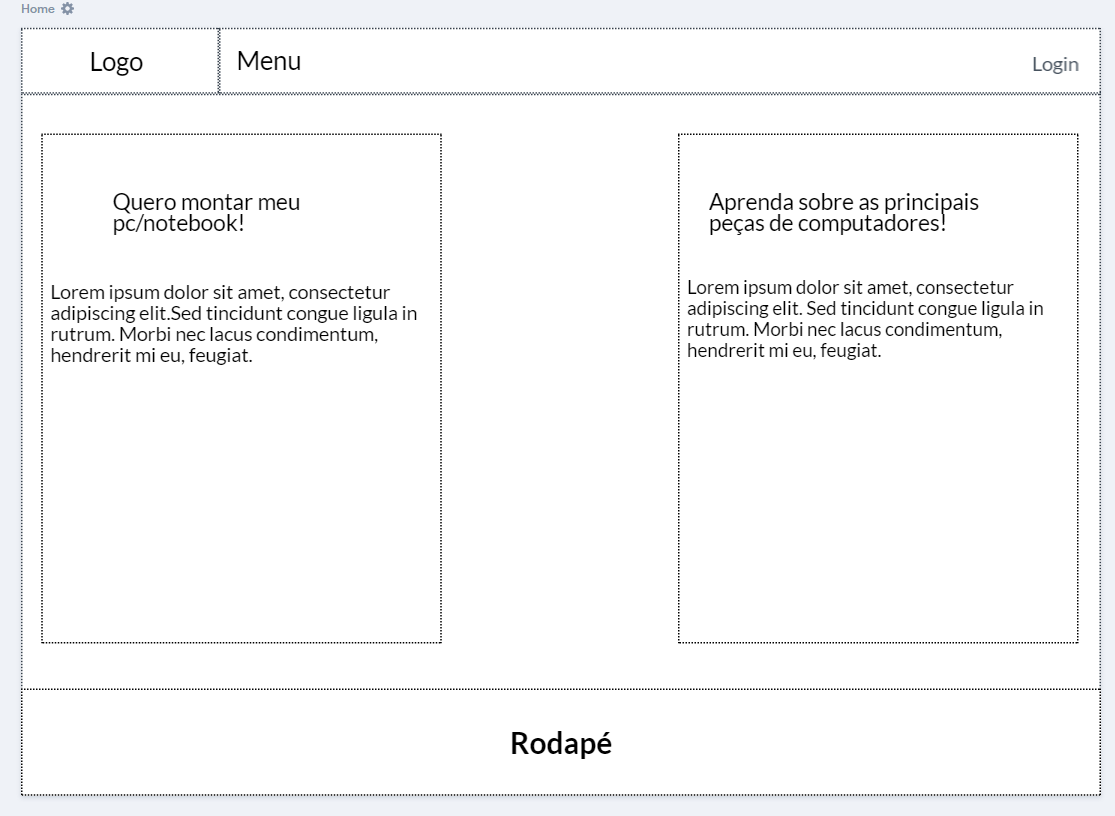 Home
Logo
Menu
Login
Quero montar meu
pc/notebook!
Lorem ipsum dolor sit amet, consectetur
adipiscing elit.Sed tincidunt congue ligula in
rutrum. Morbi nec lacus condimentum,
hendrerit mi eu, feugiat.
Aprenda sobre as principais
peças de computadores!
Lorem ipsum dolor sit amet, consectetur
adipiscing elit. Sed tincidunt congue ligula in
rutrum. Morbi nec lacus condimentum,
hendrerit mi eu, feugiat.
Rodapé